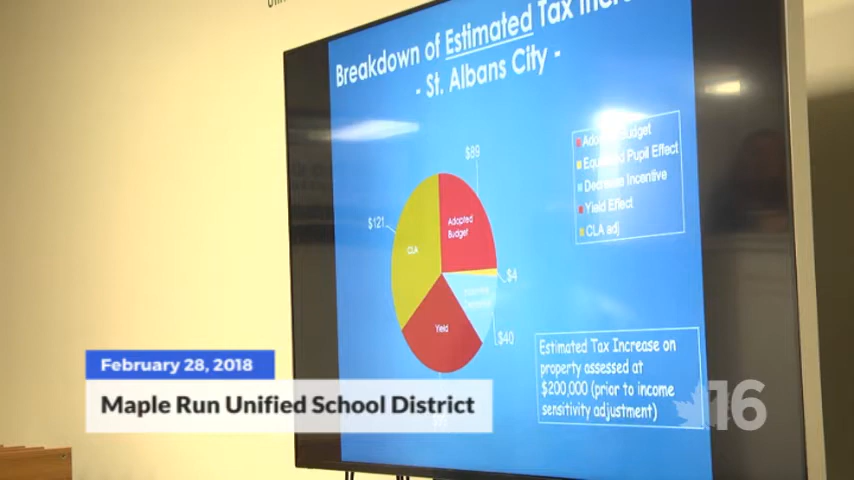 Breakdown of Estimated Tax
- St. Albans City -
$89
Budget
Pupil Effect
Decrease Incentive
Yield Effect
CLA adj
$121
Adopted
Budget
CLA
$4
Yield
$40
Estimated Tax Increase on
property assessed at
$200,000 (prior to income
sensitivity adjustment)
February 28, 2018
Maple Run Unified School District
16